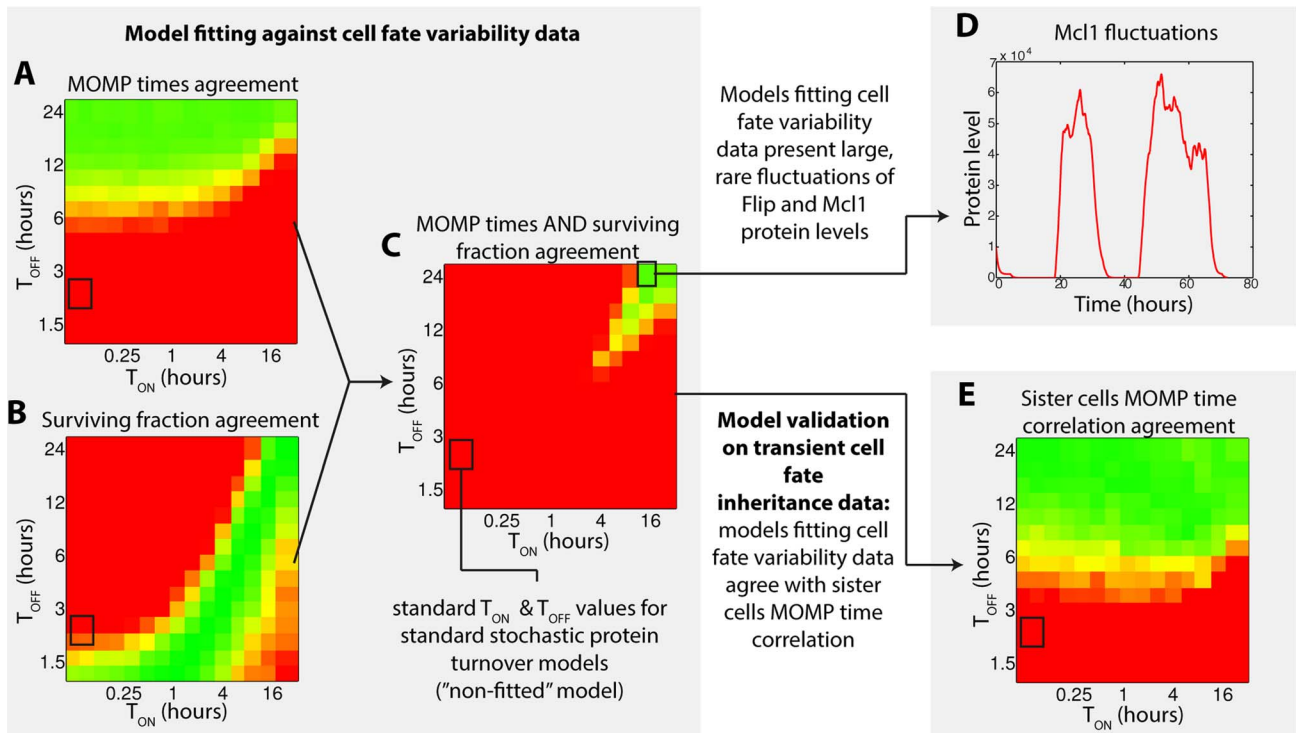 Model fitting against cell fate variability data
A
MOMP times agreement
24
12
6
3
1.5
T_OFF (hours)
0.25 1 4 16
T_ON (hours)
B
Surviving fraction agreement
24
12
6
3
1.5
T_OFF (hours)
0.25 1 4 16
T_ON (hours)
C
MOMP times AND surviving
fraction agreement
24
12
6
3
1.5
T_OFF (hours)
0.25 1 4 16
T_ON (hours)
standard T_ON & T_OFF values for
standard stochastic protein
turnover models
("non-fitted" model)
Models fitting cell
fate variability
data present large,
rare fluctuations of
Flip and Mcl1
protein levels
D
Mcl1 fluctuations
x 10^4
7
6
5
4
3
2
1
0
Protein level
0 20 40 60 80
Time (hours)
Model validation
on transient cell
fate
inheritance data:
models fitting cell
fate variability data
agree with sister
cells MOMP time
correlation
E
Sister cells MOMP time
correlation agreement
24
12
6
3
1.5
T_OFF (hours)
0.25 1 4 16
T_ON (hours)